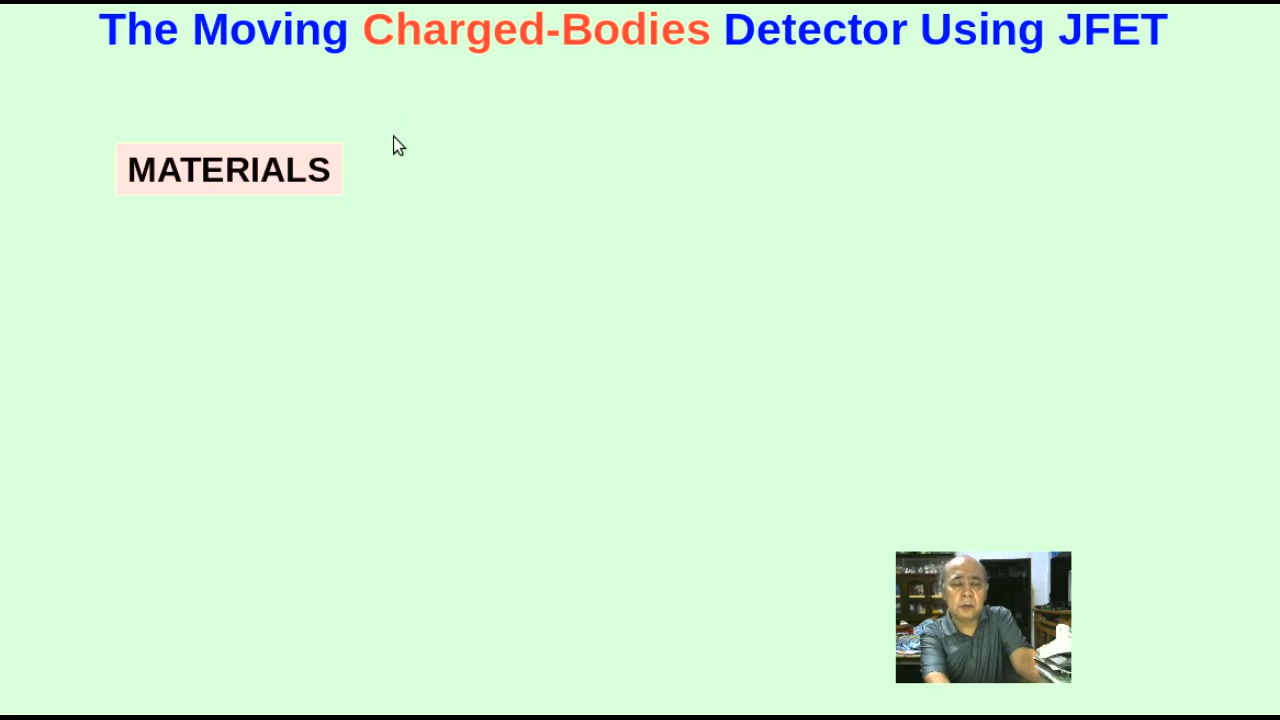 The Moving Charged-Bodies Detector Using JFET
MATERIALS